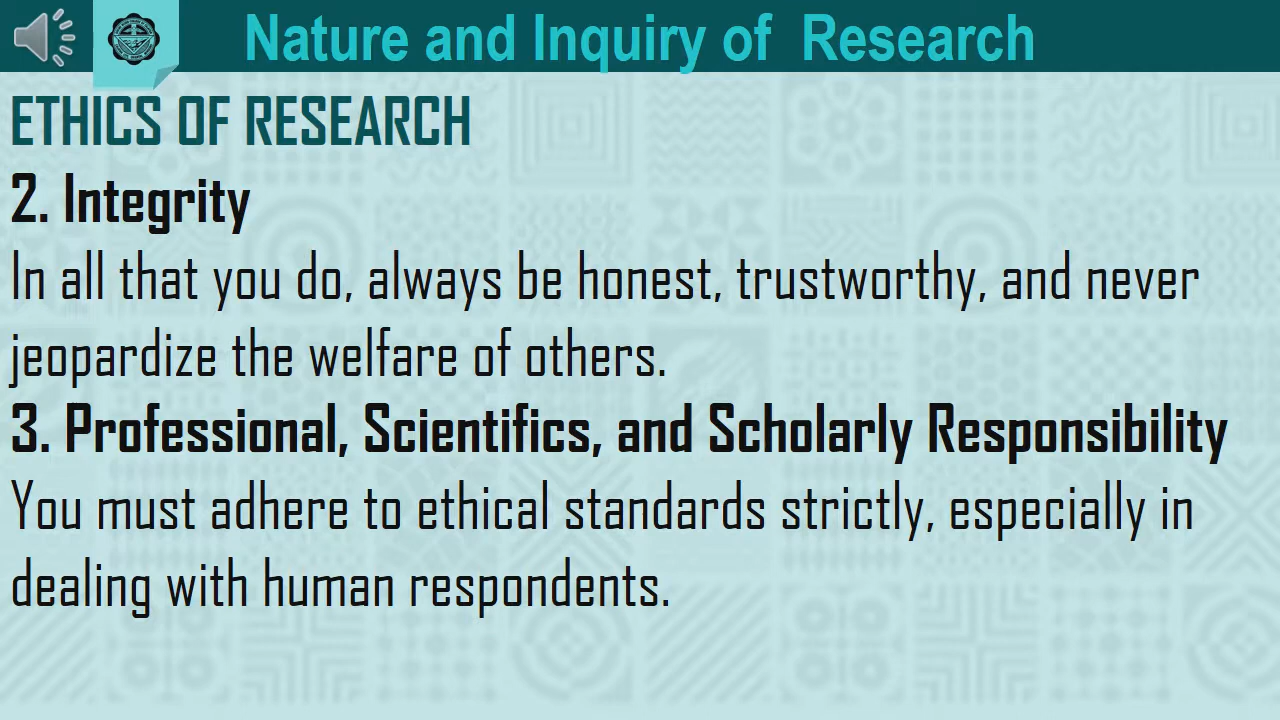 Nature and Inquiry of Research
ETHICS OF RESEARCH
2. Integrity
In all that you do, always be honest, trustworthy, and never
jeopardize the welfare of others.
3. Professional, Scientifics, and Scholarly Responsibility
You must adhere to ethical standards strictly, especially in
dealing with human respondents.